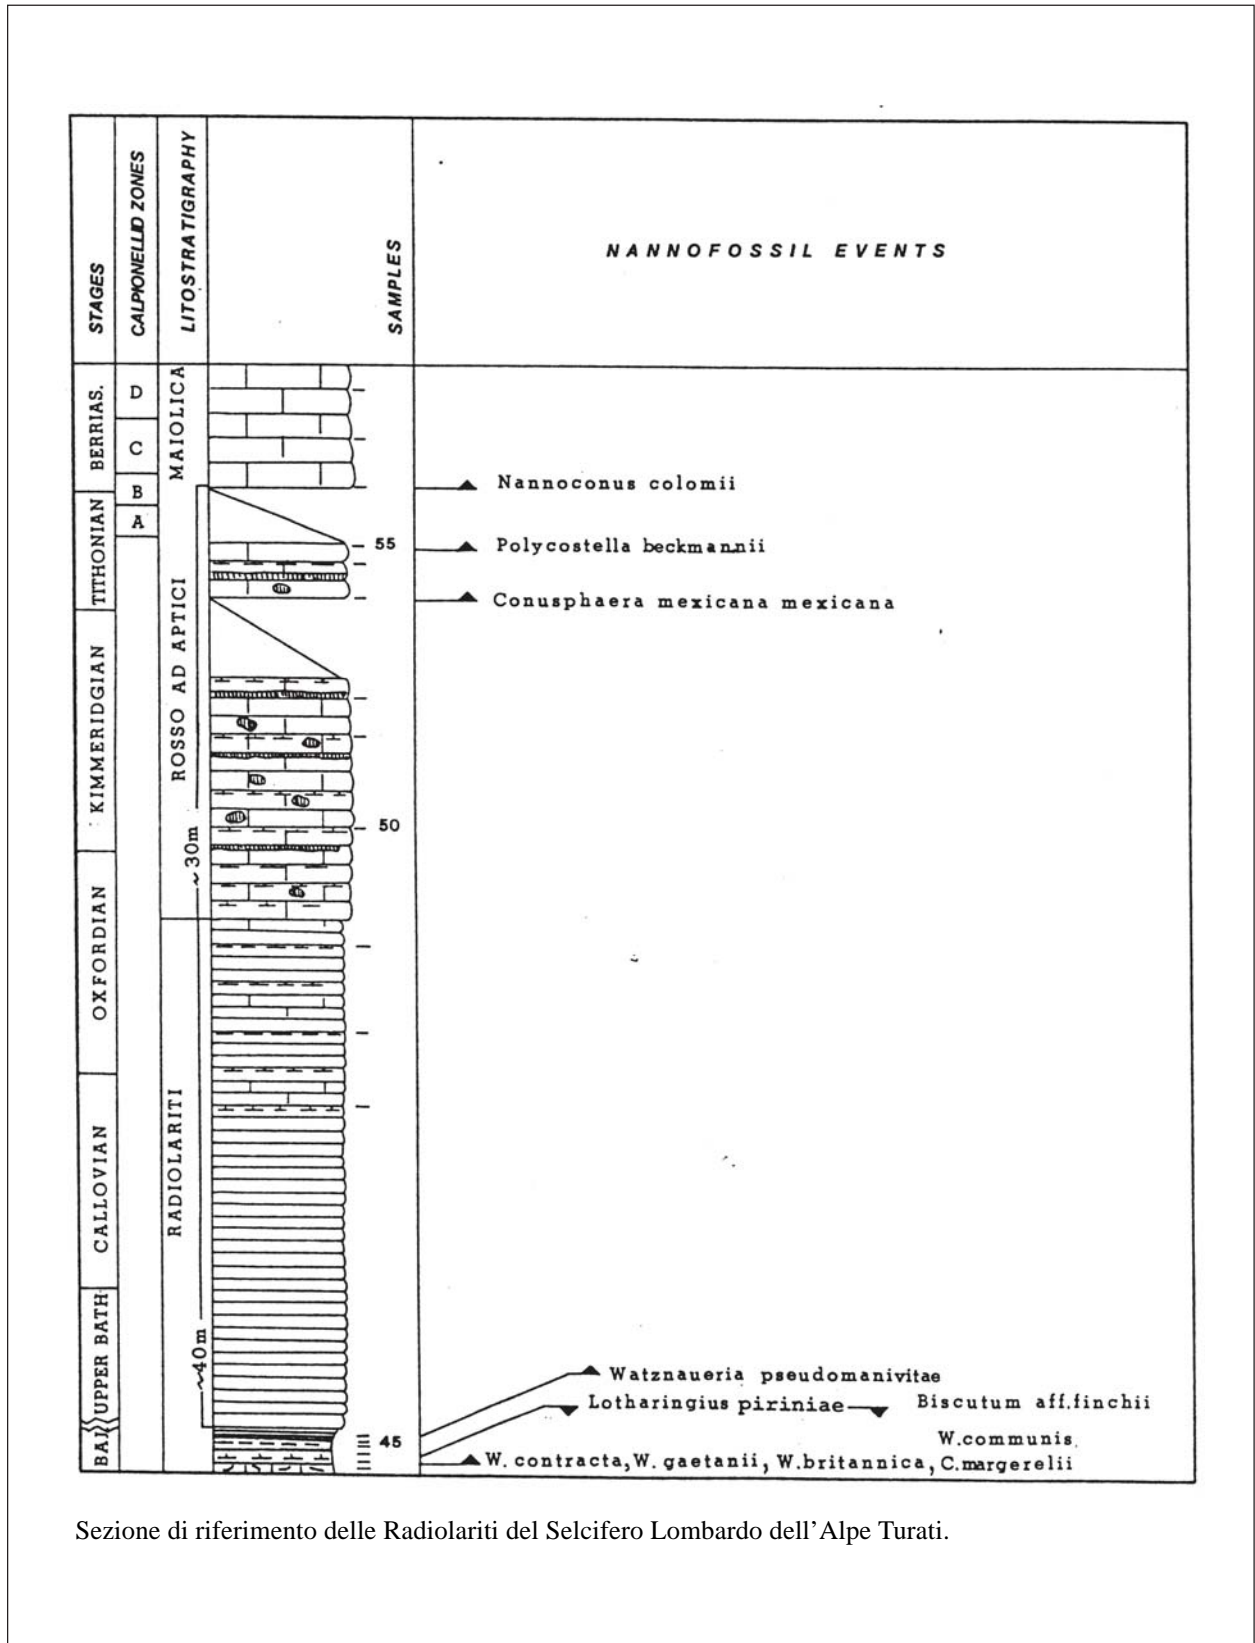 STAGES
CALPIONELLID ZONES
LITOSTRATIGRAPHY
SAMPLES
NANNOFOSSIL EVENTS
BERRIAS.
TITHONIAN
KIMMERIDGIAN
OXFORDIAN
CALLOVIAN
UPPER BATH
BAJ
D
C
B
A
MAIOLICA
ROSSO AD APTICI
RADIOLARITI
~30m
~40m
55
50
45
Nannoconus colomii
Polycostella beckmannii
Conusphaera mexicana mexicana
Watznaueria pseudomanivitae
Lotharingius piriniae
Biscutum aff.finchii
W.communis
W. contracta, W. gaetanii, W.britannica, C.margerelii
Sezione di riferimento delle Radiolariti del Selcifero Lombardo dell'Alpe Turati.